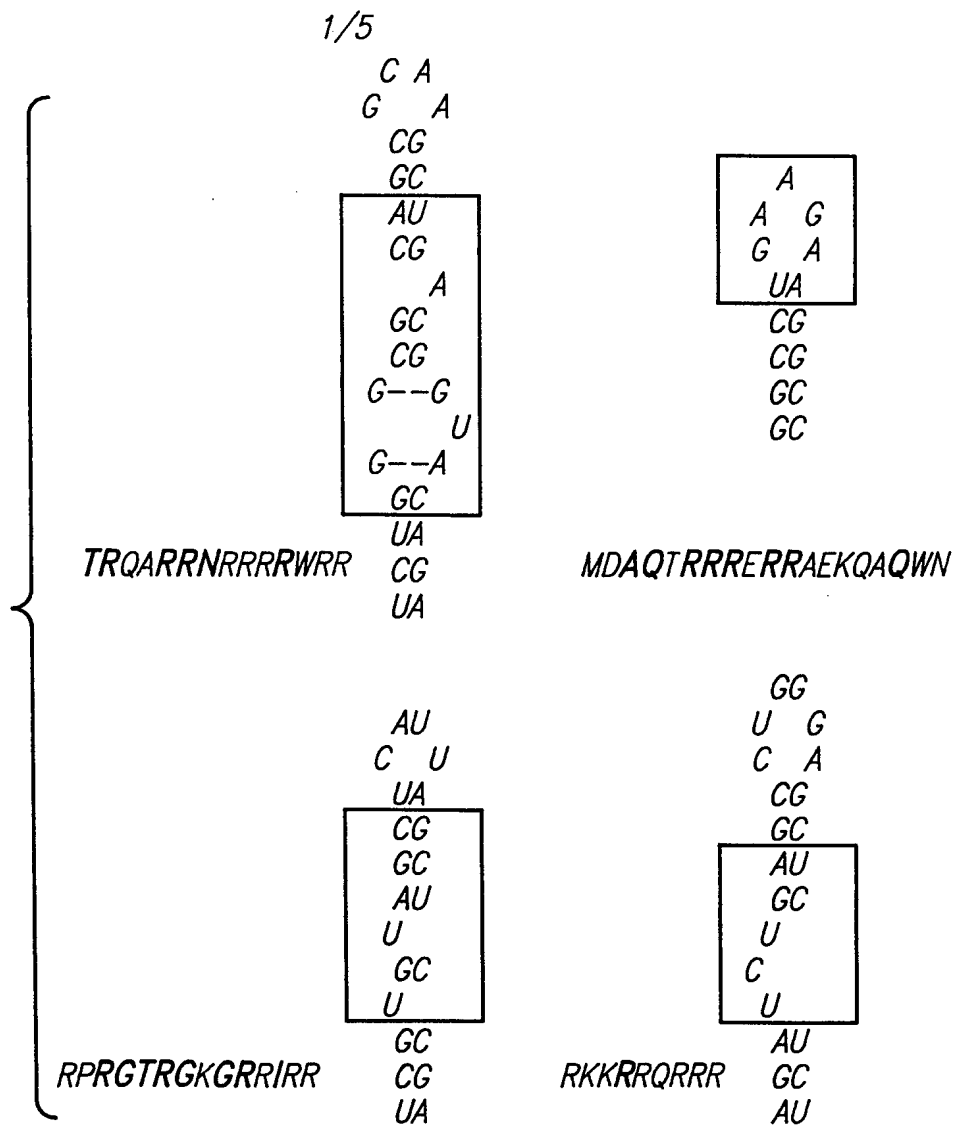 1/5
C A
G A
CG
GC
AU
CG
A
GC
CG
G--G
U
G--A
GC
UA
CG
UA
TRQARRNRRRRWRR
A
A G
G A
UA
CG
CG
GC
GC
MDAQTRRRERRAEKQAQWN
AU
C U
UA
CG
GC
AU
U
GC
U
GC
CG
UA
RPRGTRGKGRRIRR
GG
U G
C A
CG
GC
AU
GC
U
C
U
AU
GC
AU
RKKRRQRRR